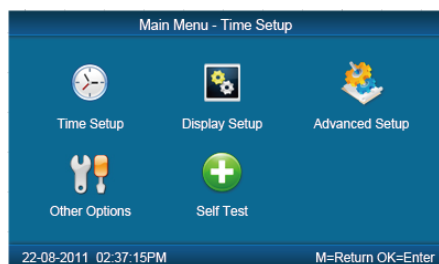 Main Menu - Time Setup
Time Setup Display Setup Advanced Setup
Other Options Self Test
22-08-2011 02:37:15PM M=Return OK=Enter